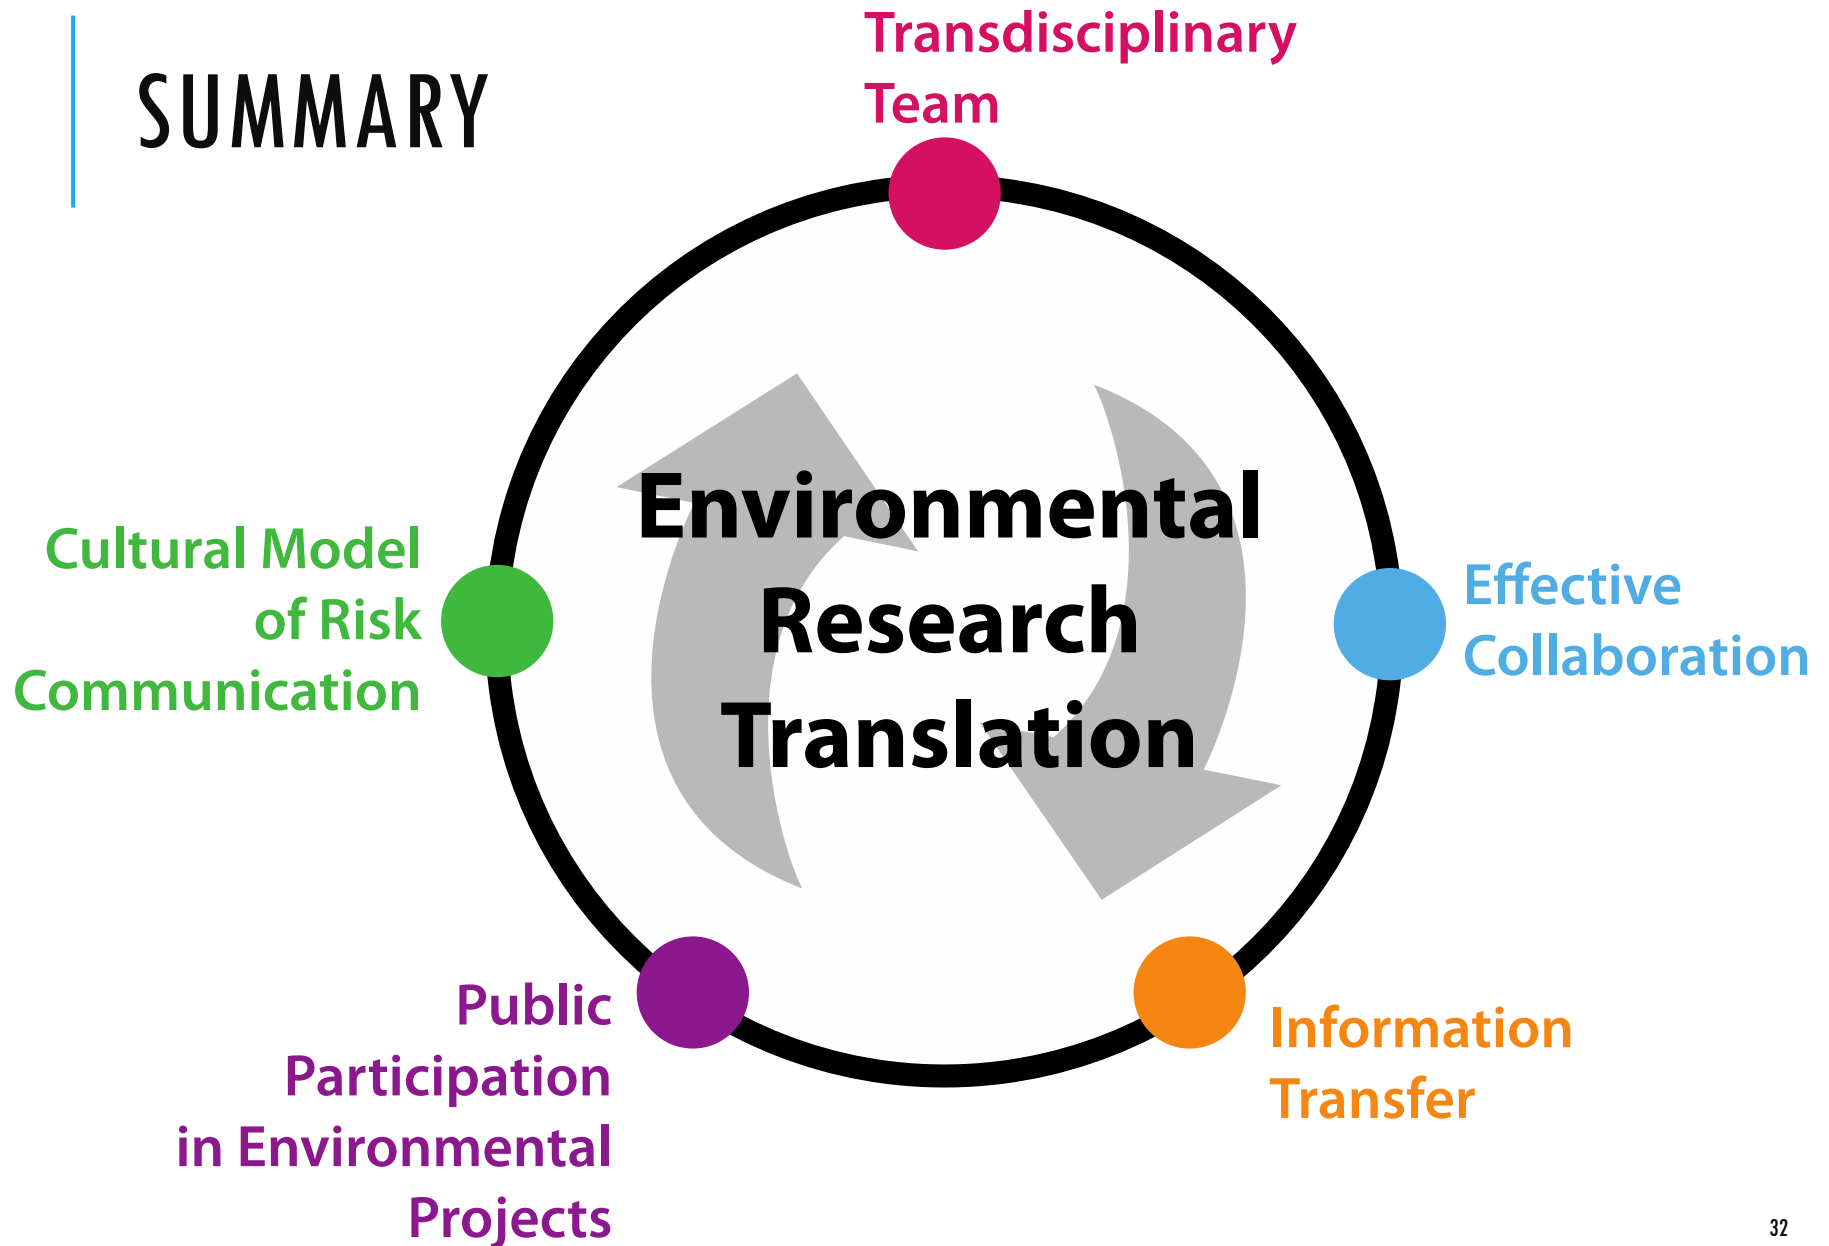 SUMMARY
Transdisciplinary
Team
Environmental
Research
Translation
Cultural Model
of Risk
Communication
Effective
Collaboration
Public
Participation
in Environmental
Projects
Information
Transfer
32